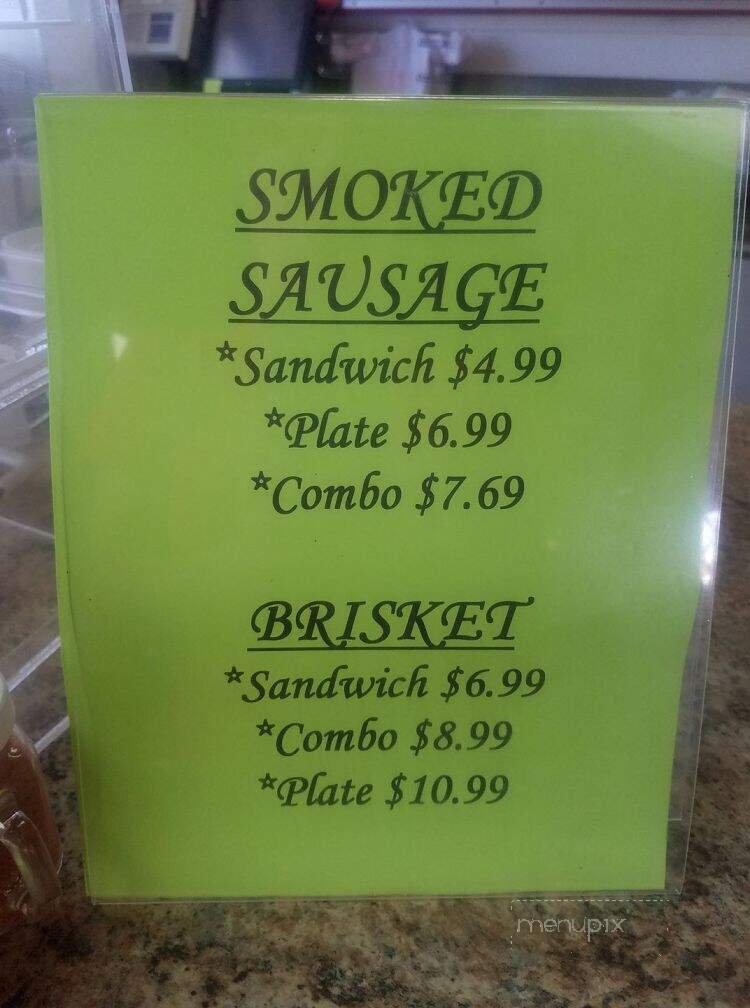 SMOKED
SAUSAGE
*Sandwich $4.99
*Plate $6.99
*Combo $7.69
BRISKET
*Sandwich $6.99
*Combo $8.99
*Plate $10.99
menupix